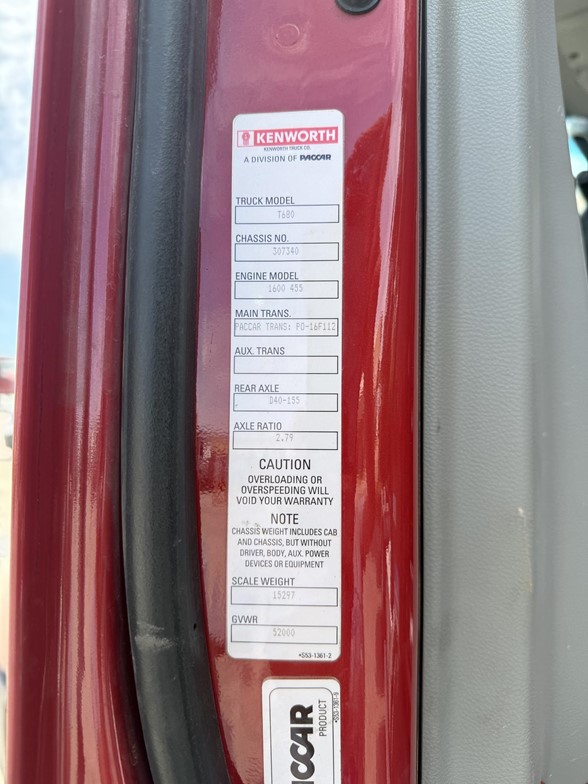 KENWORTH
KENWORTH TRUCK CO.
A DIVISION OF PACCAR
TRUCK MODEL
T680
CHASSIS NO.
307340
ENGINE MODEL
1600 455
MAIN TRANS.
PACCAR TRANS: PO-16F112
AUX. TRANS
REAR AXLE
D40-155
AXLE RATIO
2.79
CAUTION
OVERLOADING OR
OVERSPEEDING WILL
VOID YOUR WARRANTY
NOTE
CHASSIS WEIGHT INCLUDES CAB
AND CHASSIS, BUT WITHOUT
DRIVER, BODY, AUX. POWER
DEVICES OR EQUIPMENT
SCALE WEIGHT
15297
GVWR
52000
•S53-1361-2
CCAR
PRODUCT